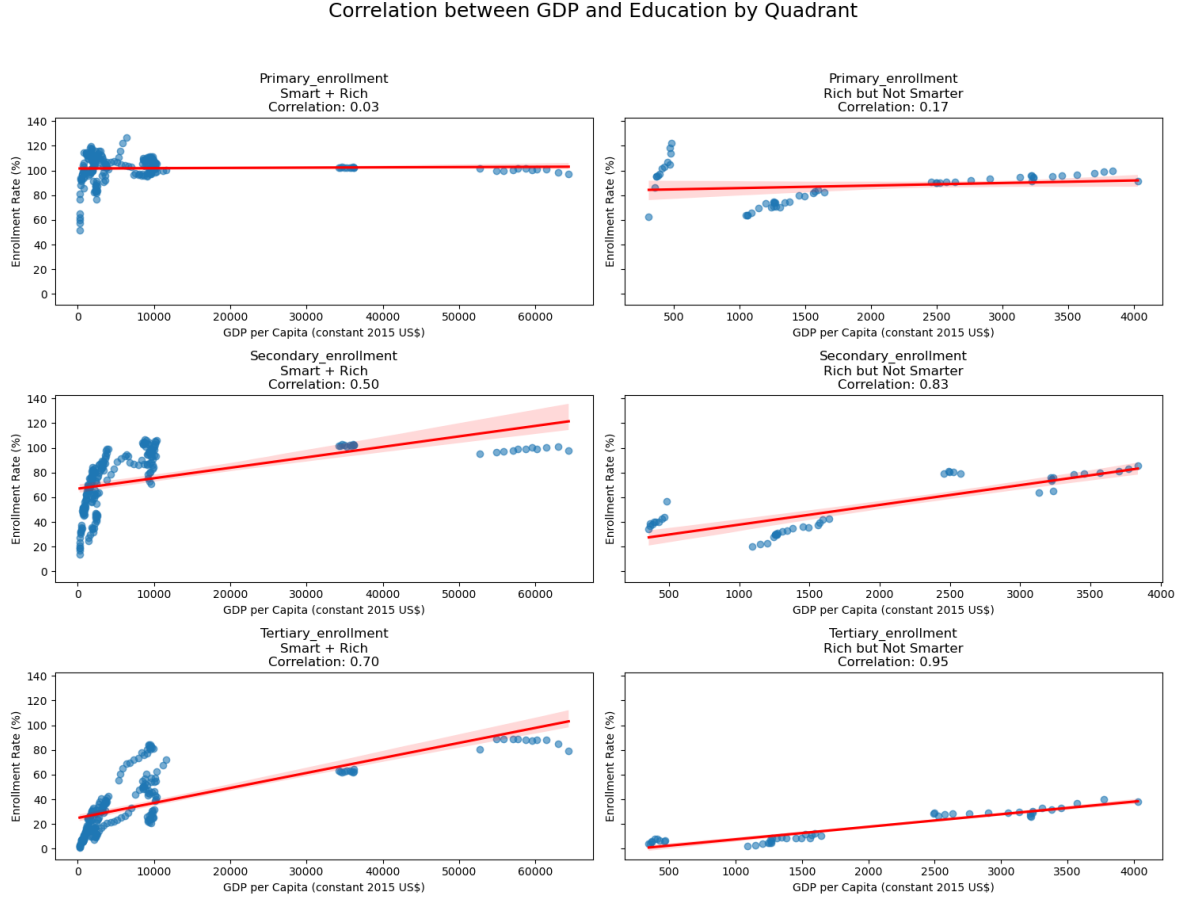 Correlation between GDP and Education by Quadrant
Primary_enrollment
Smart + Rich
Correlation: 0.03
140
120
100
80
60
40
20
0
Enrollment Rate (%)
0 10000 20000 30000 40000 50000 60000
GDP per Capita (constant 2015 US$)
Primary_enrollment
Rich but Not Smarter
Correlation: 0.17
Enrollment Rate (%)
500 1000 1500 2000 2500 3000 3500 4000
GDP per Capita (constant 2015 US$)
Secondary_enrollment
Smart + Rich
Correlation: 0.50
140
120
100
80
60
40
20
0
Enrollment Rate (%)
0 10000 20000 30000 40000 50000 60000
GDP per Capita (constant 2015 US$)
Secondary_enrollment
Rich but Not Smarter
Correlation: 0.83
Enrollment Rate (%)
500 1000 1500 2000 2500 3000 3500 4000
GDP per Capita (constant 2015 US$)
Tertiary_enrollment
Smart + Rich
Correlation: 0.70
140
120
100
80
60
40
20
0
Enrollment Rate (%)
0 10000 20000 30000 40000 50000 60000
GDP per Capita (constant 2015 US$)
Tertiary_enrollment
Rich but Not Smarter
Correlation: 0.95
Enrollment Rate (%)
500 1000 1500 2000 2500 3000 3500 4000
GDP per Capita (constant 2015 US$)